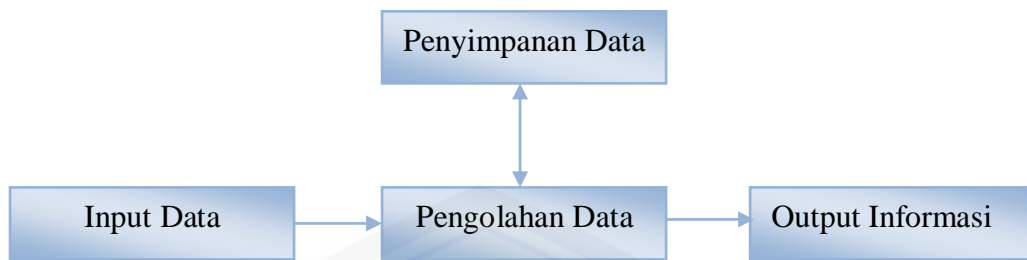 Penyimpanan Data
Input Data
Pengolahan Data
Output Informasi